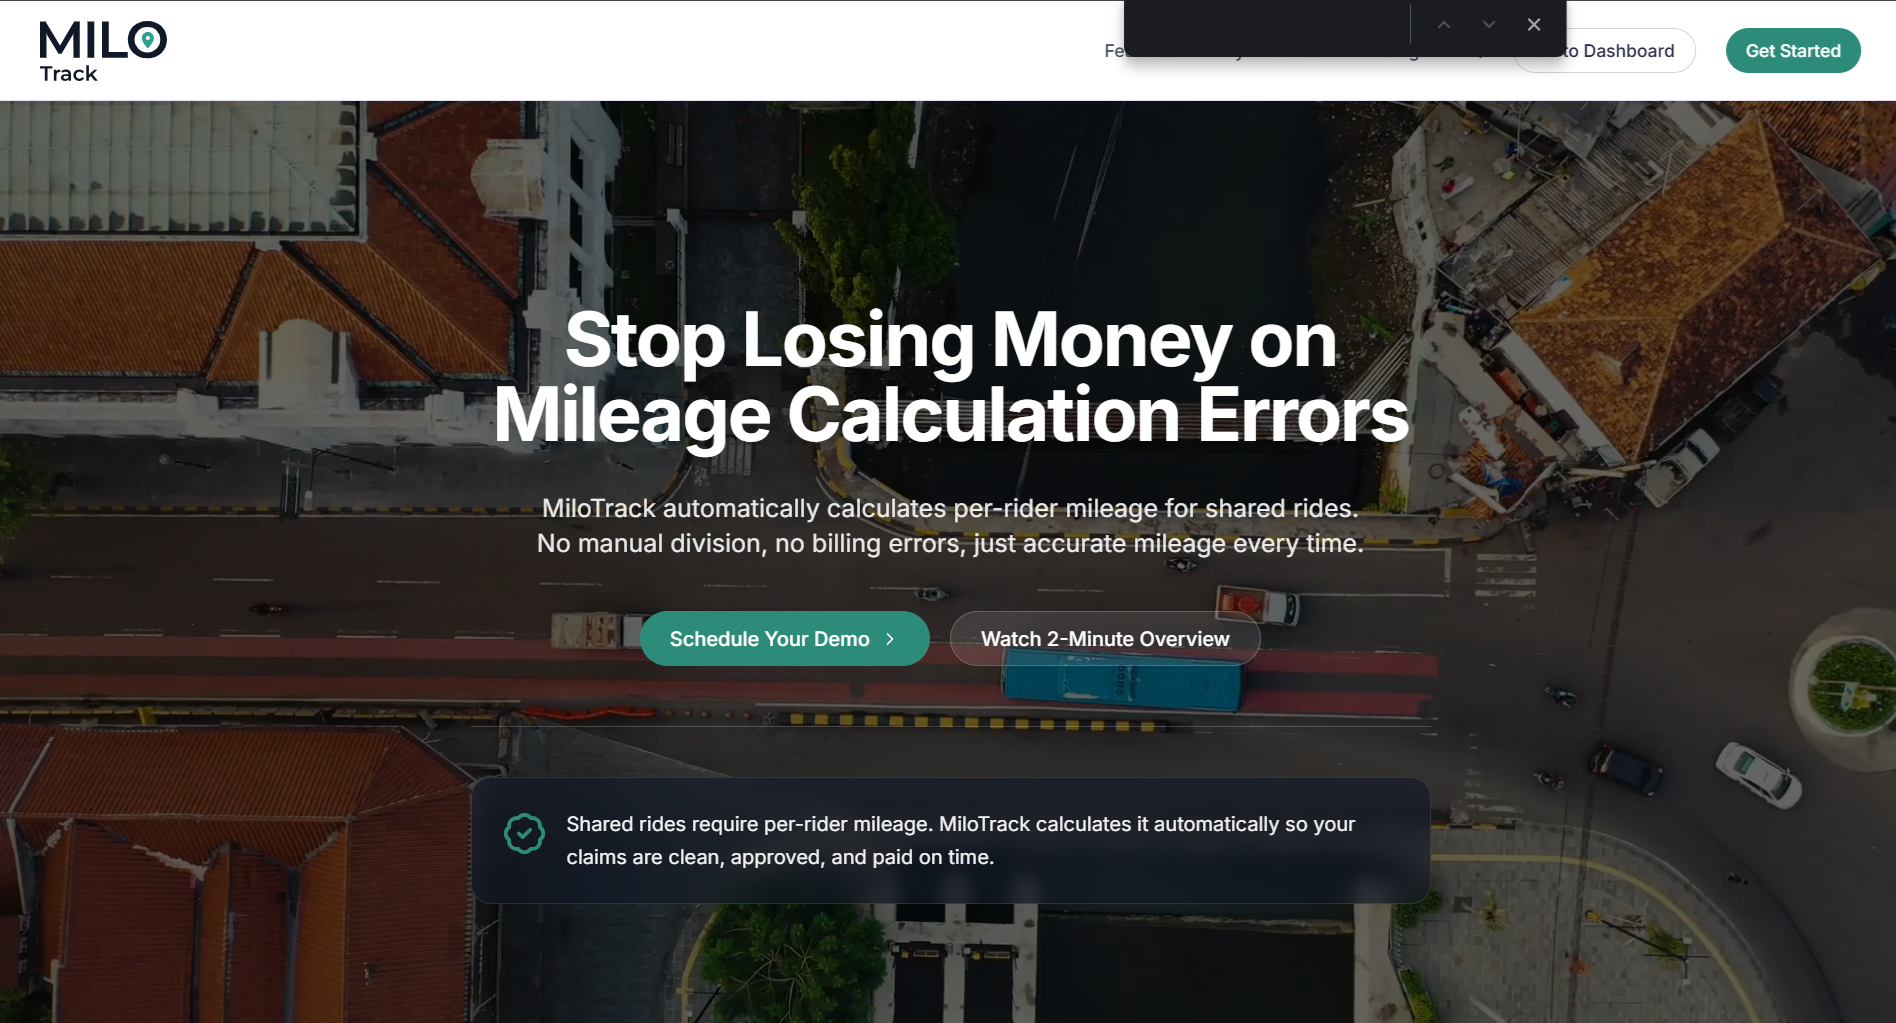 MILO
Track
to Dashboard
Get Started
Stop Losing Money on
Mileage Calculation Errors
MiloTrack automatically calculates per-rider mileage for shared rides.
No manual division, no billing errors, just accurate mileage every time.
Schedule Your Demo
Watch 2-Minute Overview
Shared rides require per-rider mileage. MiloTrack calculates it automatically so your
claims are clean, approved, and paid on time.